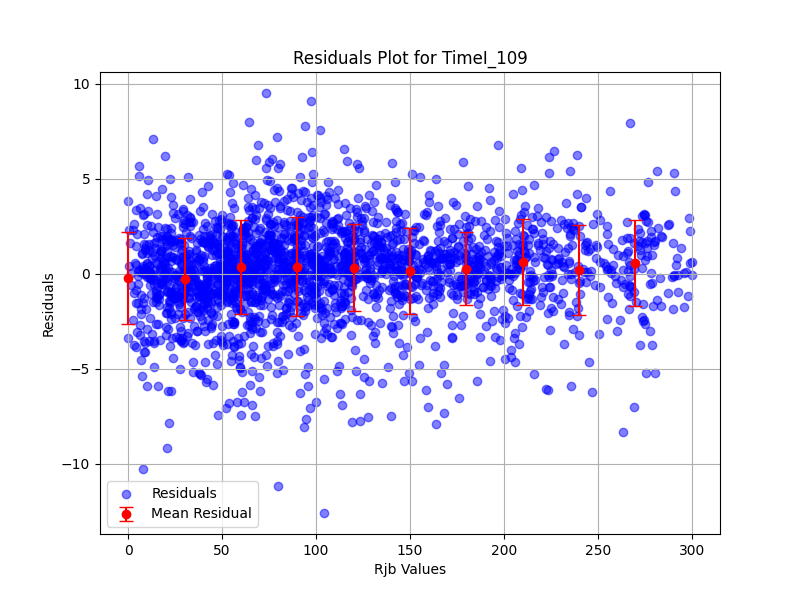 Residuals Plot for TimeI_109
10
5
0
−5
−10
Residuals
Residuals
Mean Residual
0 50 100 150 200 250 300
Rjb Values